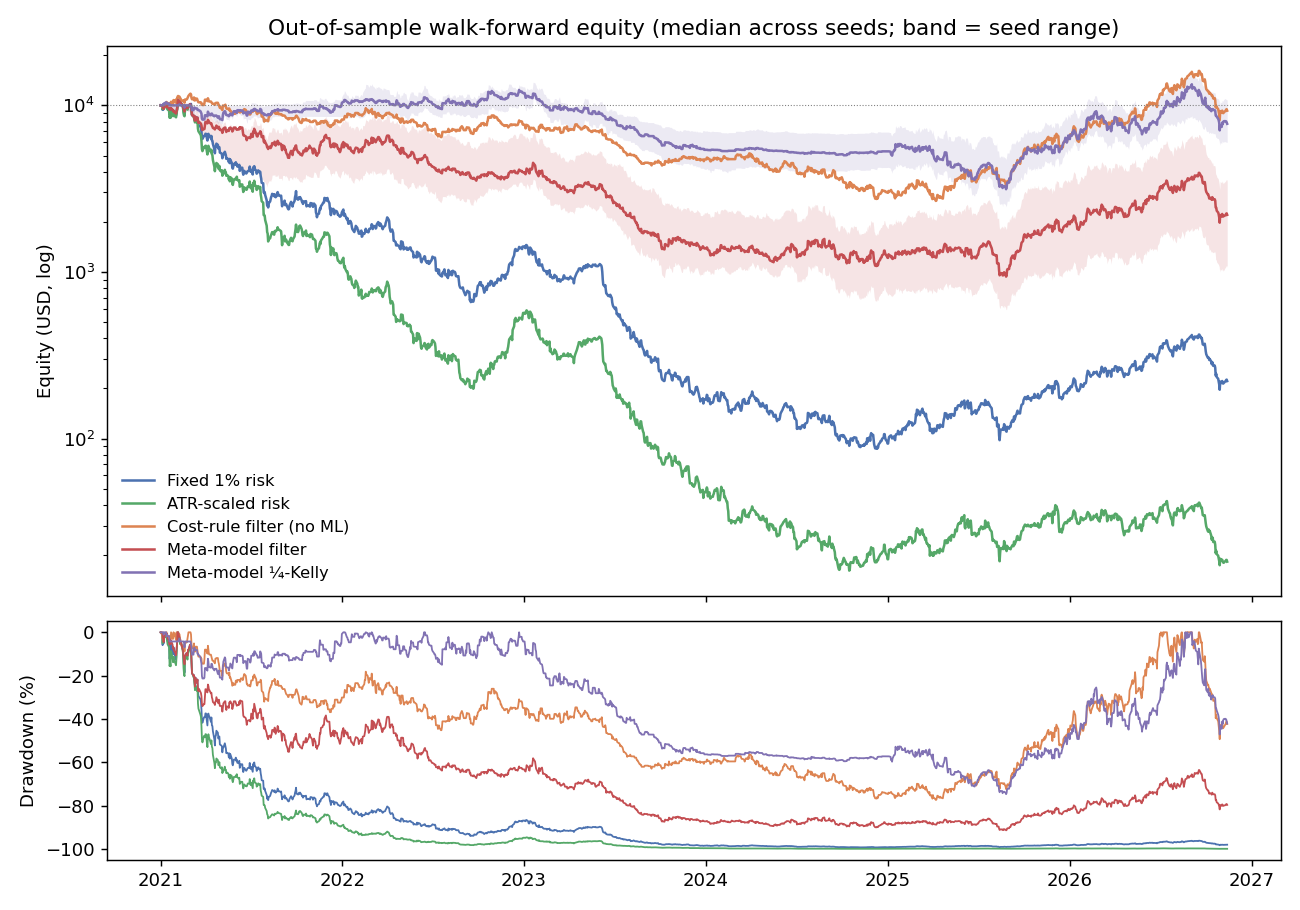 Out-of-sample walk-forward equity (median across seeds; band = seed range)
Equity (USD, log)
10⁴
10³
10²
Fixed 1% risk
ATR-scaled risk
Cost-rule filter (no ML)
Meta-model filter
Meta-model ¼-Kelly
Drawdown (%)
0
−20
−40
−60
−80
−100
2021
2022
2023
2024
2025
2026
2027